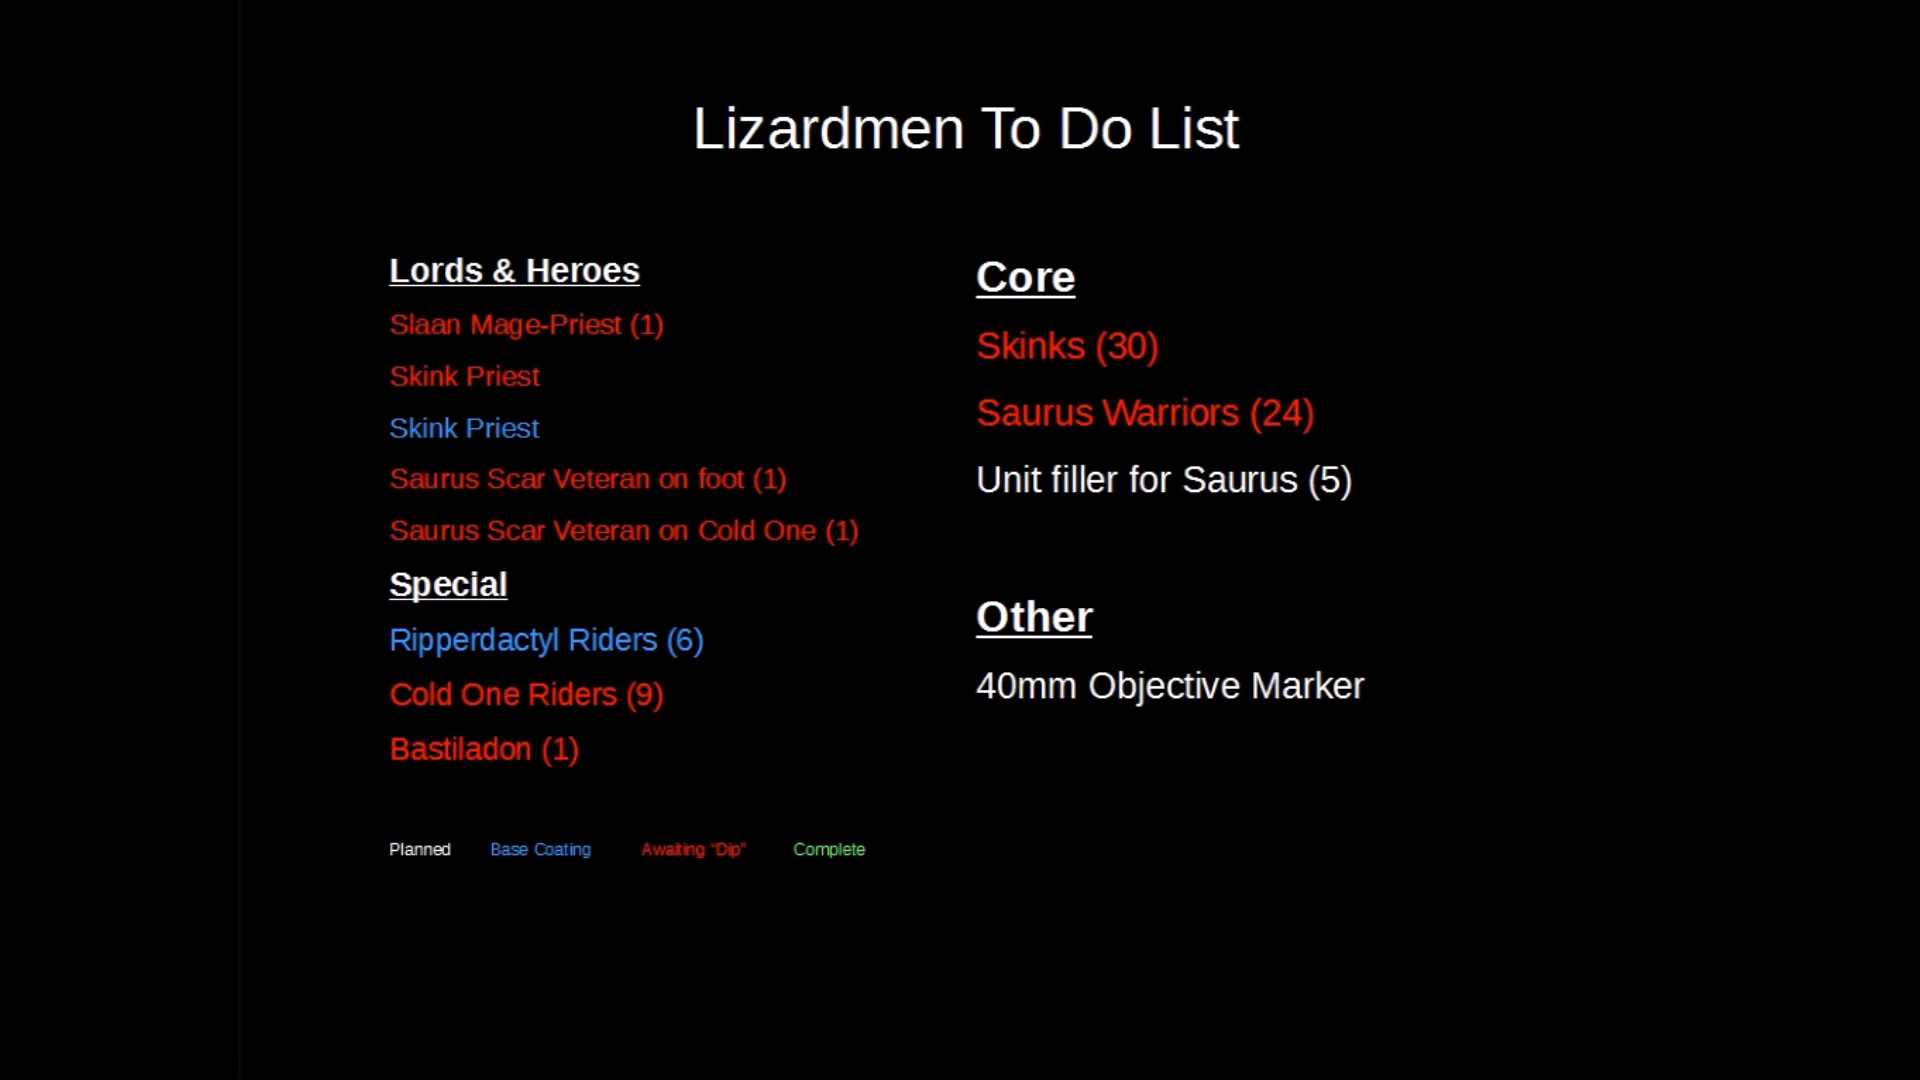 Lizardmen To Do List
Lords & Heroes
Slaan Mage-Priest (1)
Skink Priest
Skink Priest
Saurus Scar Veteran on foot (1)
Saurus Scar Veteran on Cold One (1)
Special
Ripperdactyl Riders (6)
Cold One Riders (9)
Bastiladon (1)
Core
Skinks (30)
Saurus Warriors (24)
Unit filler for Saurus (5)
Other
40mm Objective Marker
Planned Base Coating Awaiting "Dip" Complete